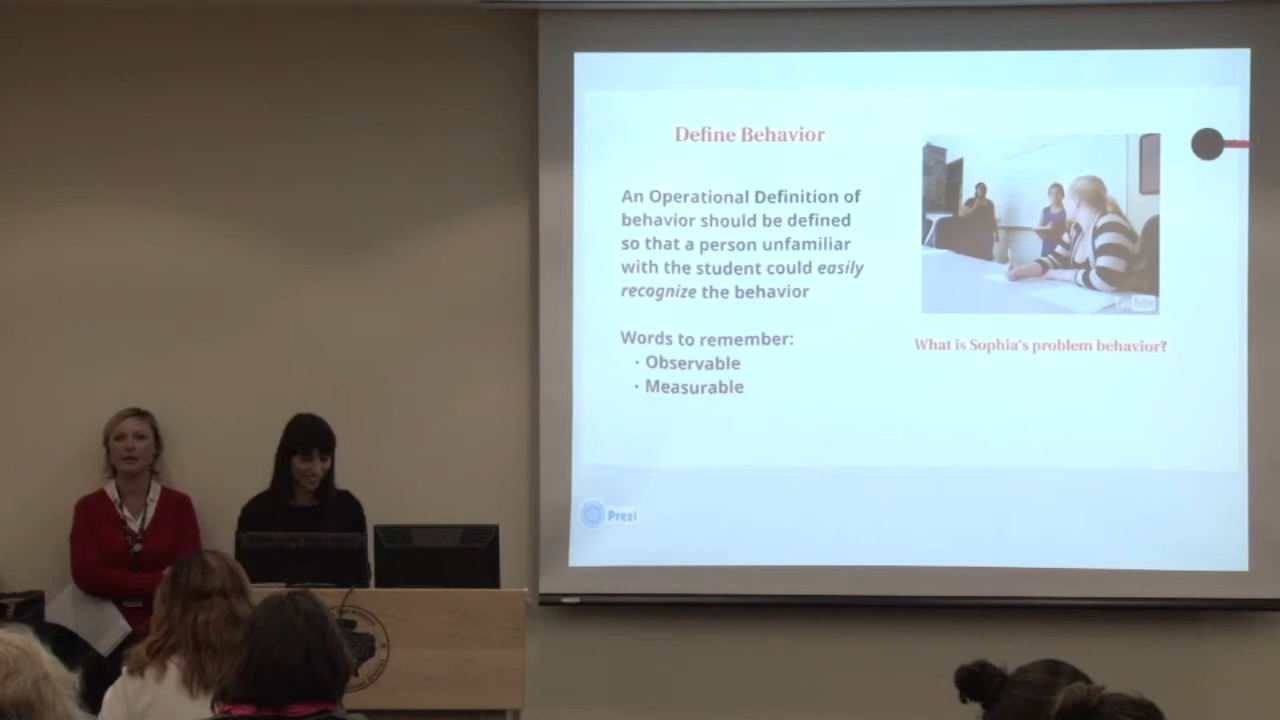 Define Behavior
An Operational Definition of
behavior should be defined
so that a person unfamiliar
with the student could easily
recognize the behavior
Words to remember:
· Observable
· Measurable
What is Sophia's problem behavior?
Prezi